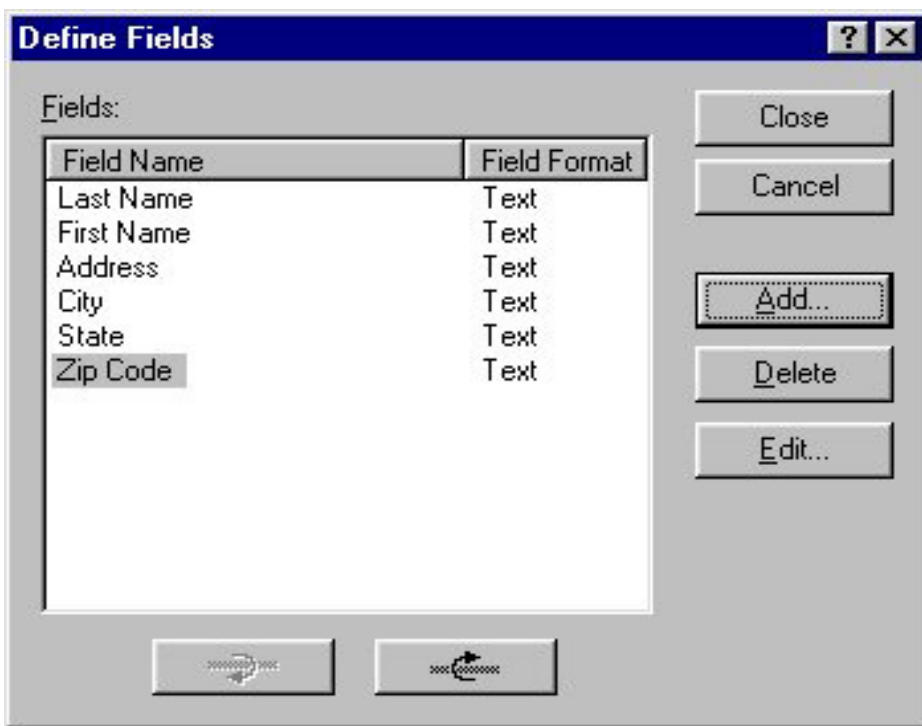 Define Fields
?
Fields:
Close
Field Name Field Format
Cancel
Last Name Text
First Name Text
Address Text
City Text
Add...
State Text
Zip Code Text
Delete
Edit...